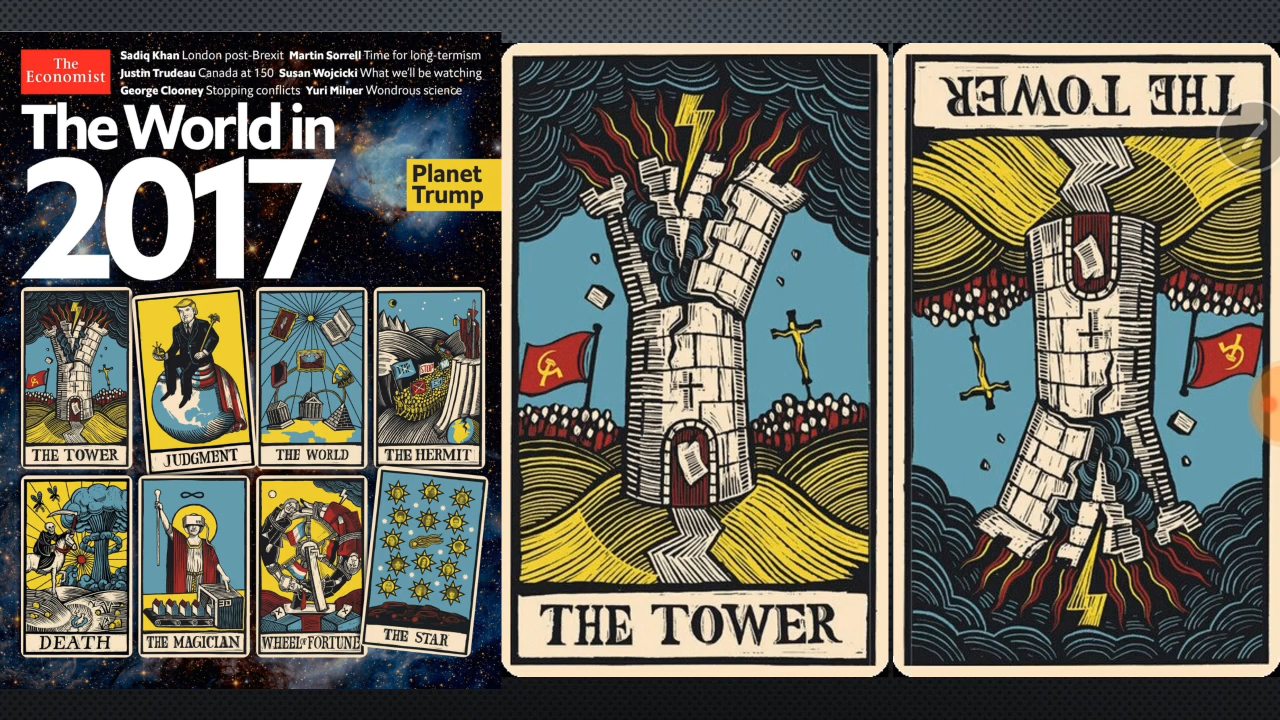 The
Economist
Sadiq Khan London post-Brexit Martin Sorrell Time for long-termism
Justin Trudeau Canada at 150 Susan Wojcicki What we'll be watching
George Clooney Stopping conflicts Yuri Milner Wondrous science
The World in
2017
Planet
Trump
THE TOWER
JUDGMENT
THE WORLD
STOP
THE HERMIT
DEATH
THE MAGICIAN
WHEEL OF FORTUNE
THE STAR
THE TOWER
THE TOWER